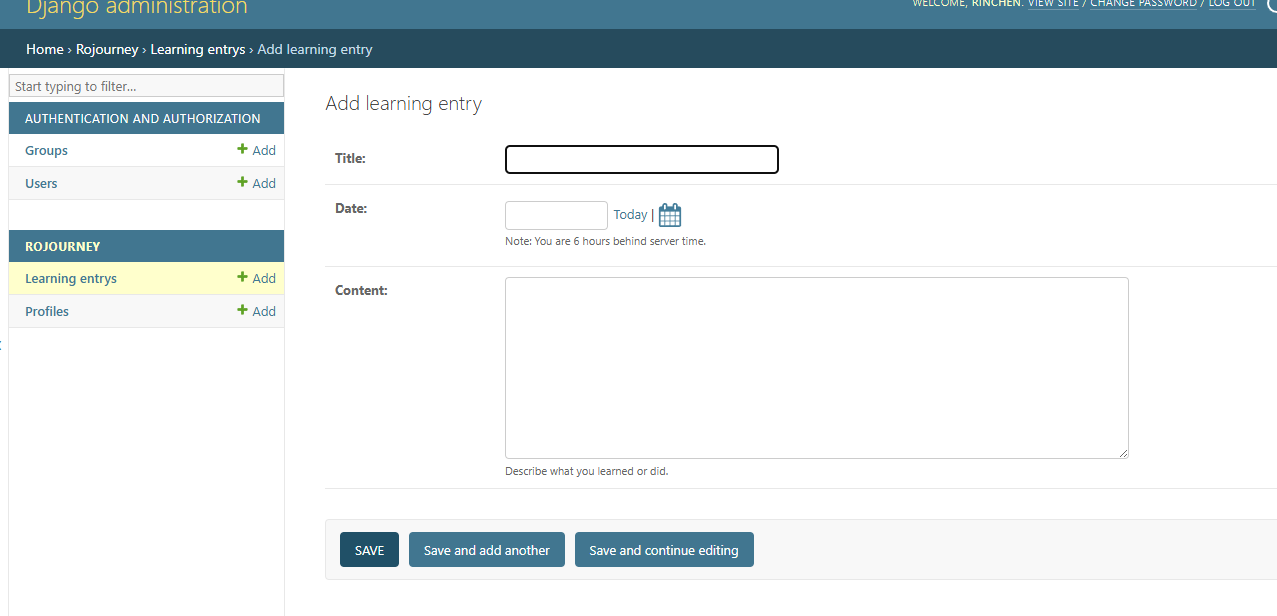 Django administration
WELCOME, RINCHEN. VIEW SITE / CHANGE PASSWORD / LOG OUT
Home › Rojourney › Learning entrys › Add learning entry
Start typing to filter...
AUTHENTICATION AND AUTHORIZATION
Groups + Add
Users + Add
ROJOURNEY
Learning entrys + Add
Profiles + Add
Add learning entry
Title:
Date: Today |
Note: You are 6 hours behind server time.
Content:
Describe what you learned or did.
SAVE Save and add another Save and continue editing